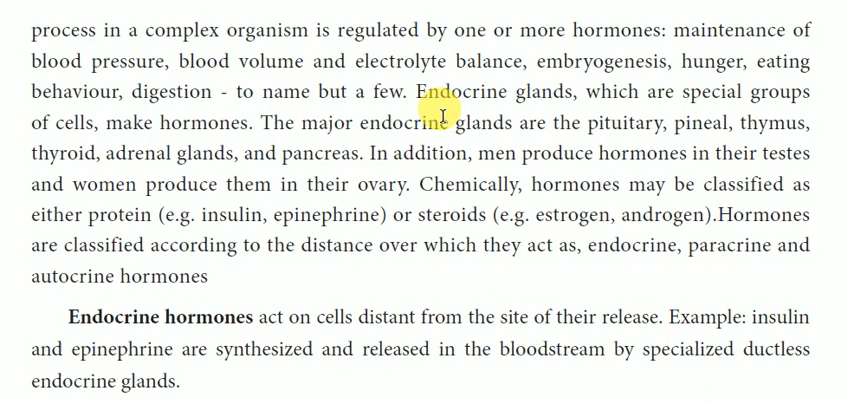 process in a complex organism is regulated by one or more hormones: maintenance of
blood pressure, blood volume and electrolyte balance, embryogenesis, hunger, eating
behaviour, digestion - to name but a few. Endocrine glands, which are special groups
of cells, make hormones. The major endocrine glands are the pituitary, pineal, thymus,
thyroid, adrenal glands, and pancreas. In addition, men produce hormones in their testes
and women produce them in their ovary. Chemically, hormones may be classified as
either protein (e.g. insulin, epinephrine) or steroids (e.g. estrogen, androgen).Hormones
are classified according to the distance over which they act as, endocrine, paracrine and
autocrine hormones
Endocrine hormones act on cells distant from the site of their release. Example: insulin
and epinephrine are synthesized and released in the bloodstream by specialized ductless
endocrine glands.